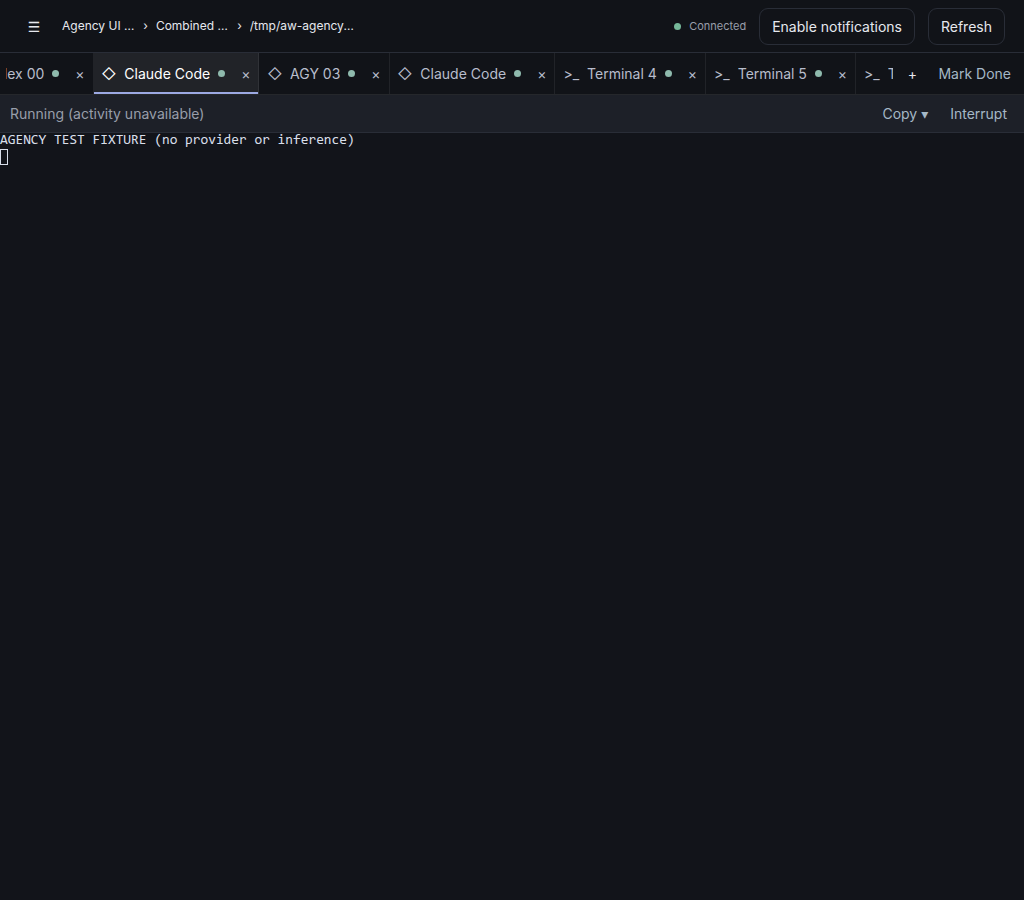 ☰ Agency UI ... › Combined ... › /tmp/aw-agency... Connected Enable notifications Refresh
lex 00 × Claude Code × AGY 03 × Claude Code × >_ Terminal 4 × >_ Terminal 5 × >_ + Mark Done
Running (activity unavailable) Copy ▾ Interrupt
AGENCY TEST FIXTURE (no provider or inference)